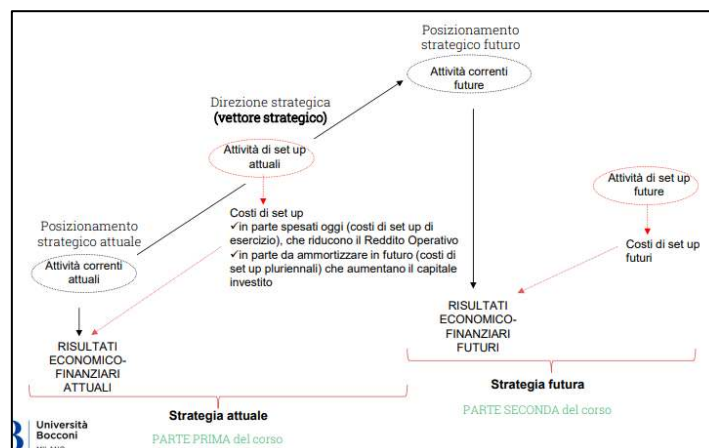 Posizionamento
strategico futuro
Attività correnti
future
Direzione strategica
(vettore strategico)
Attività di set up
attuali
Attività di set up
future
Posizionamento
strategico attuale
Costi di set up
✓in parte spesati oggi (costi di set up di
esercizio), che riducono il Reddito Operativo
✓in parte da ammortizzare in futuro (costi
di set up pluriennali) che aumentano il capitale
investito
Costi di set up
futuri
Attività correnti
attuali
RISULTATI
ECONOMICO-
FINANZIARI
FUTURI
RISULTATI
ECONOMICO-
FINANZIARI
ATTUALI
Strategia futura
Strategia attuale
PARTE SECONDA del corso
PARTE PRIMA del corso
Università
Bocconi
MILANO